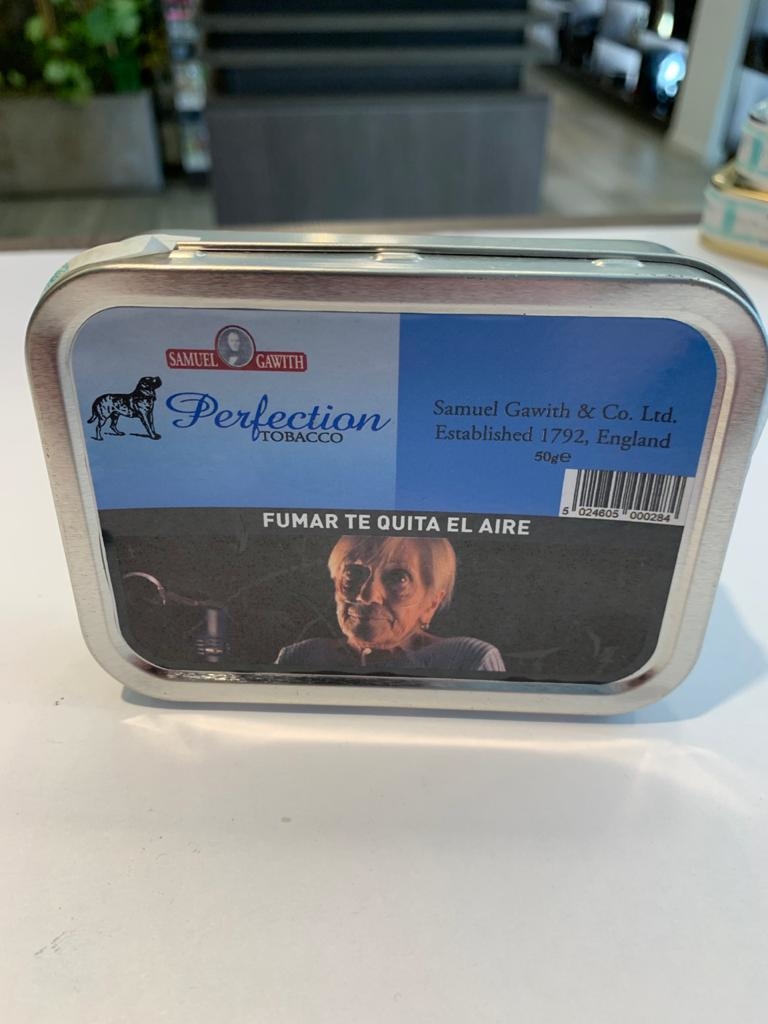 SAMUEL GAWITH
Perfection
TOBACCO
Samuel Gawith & Co. Ltd.
Established 1792, England
50g℮
5 024605 000284
FUMAR TE QUITA EL AIRE